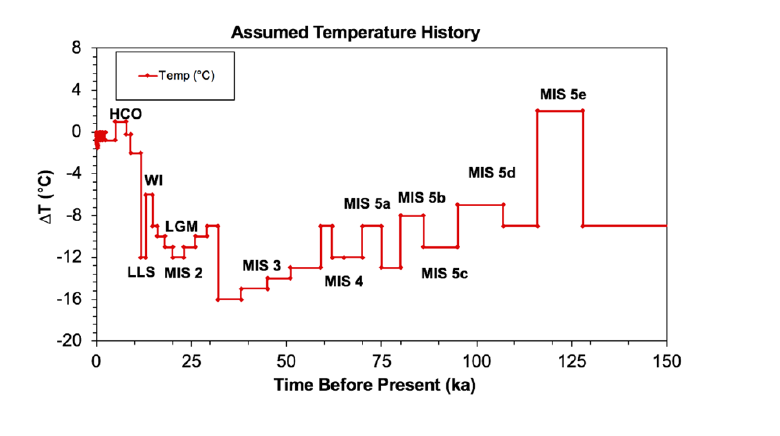 Assumed Temperature History
8
4
0
-4
-8
-12
-16
-20
ΔT (°C)
Temp (°C)
HCO
WI
LGM
LLS
MIS 2
MIS 3
MIS 4
MIS 5a
MIS 5b
MIS 5c
MIS 5d
MIS 5e
0 25 50 75 100 125 150
Time Before Present (ka)